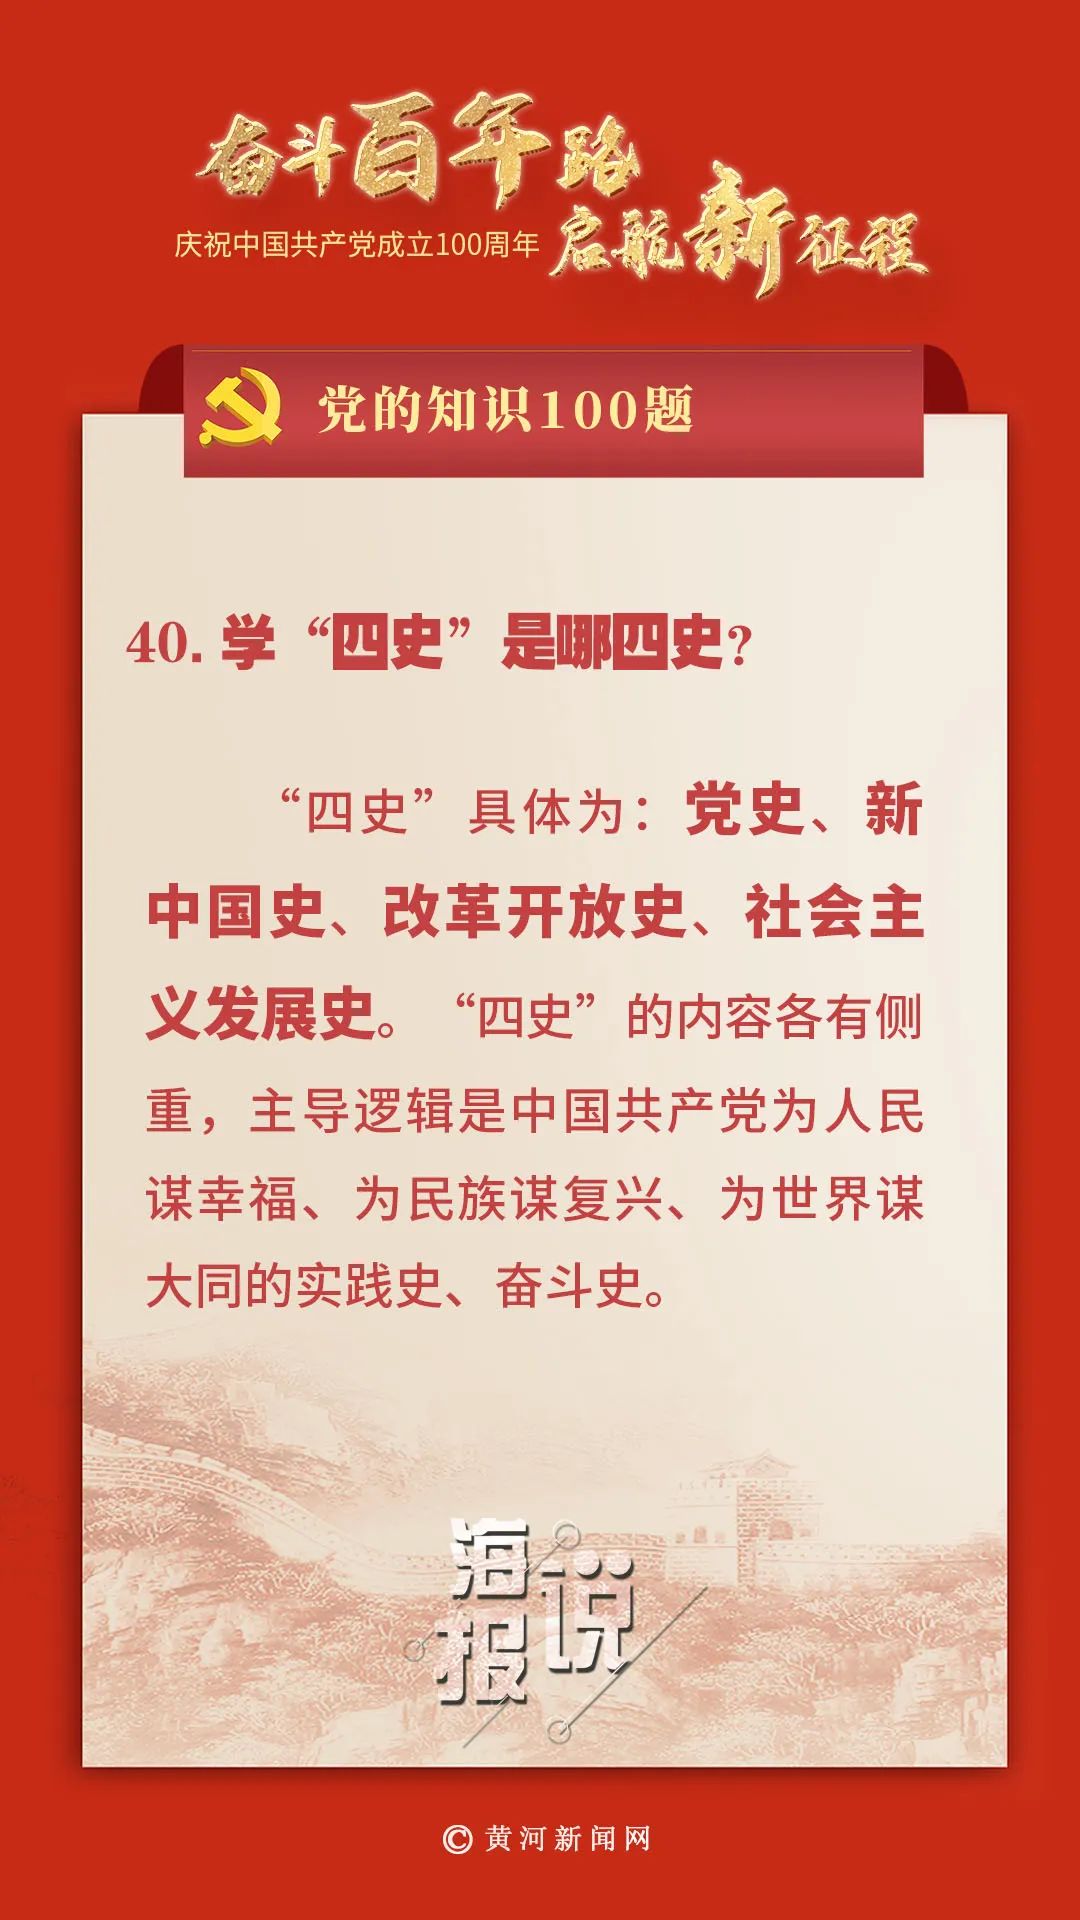 奋斗百年路
启航新征程
庆祝中国共产党成立100周年
党的知识100题
40. 学“四史”是哪四史？
“四史”具体为：党史、新
中国史、改革开放史、社会主
义发展史。“四史”的内容各有侧
重，主导逻辑是中国共产党为人民
谋幸福、为民族谋复兴、为世界谋
大同的实践史、奋斗史。
海报
说
© 黄河新闻网